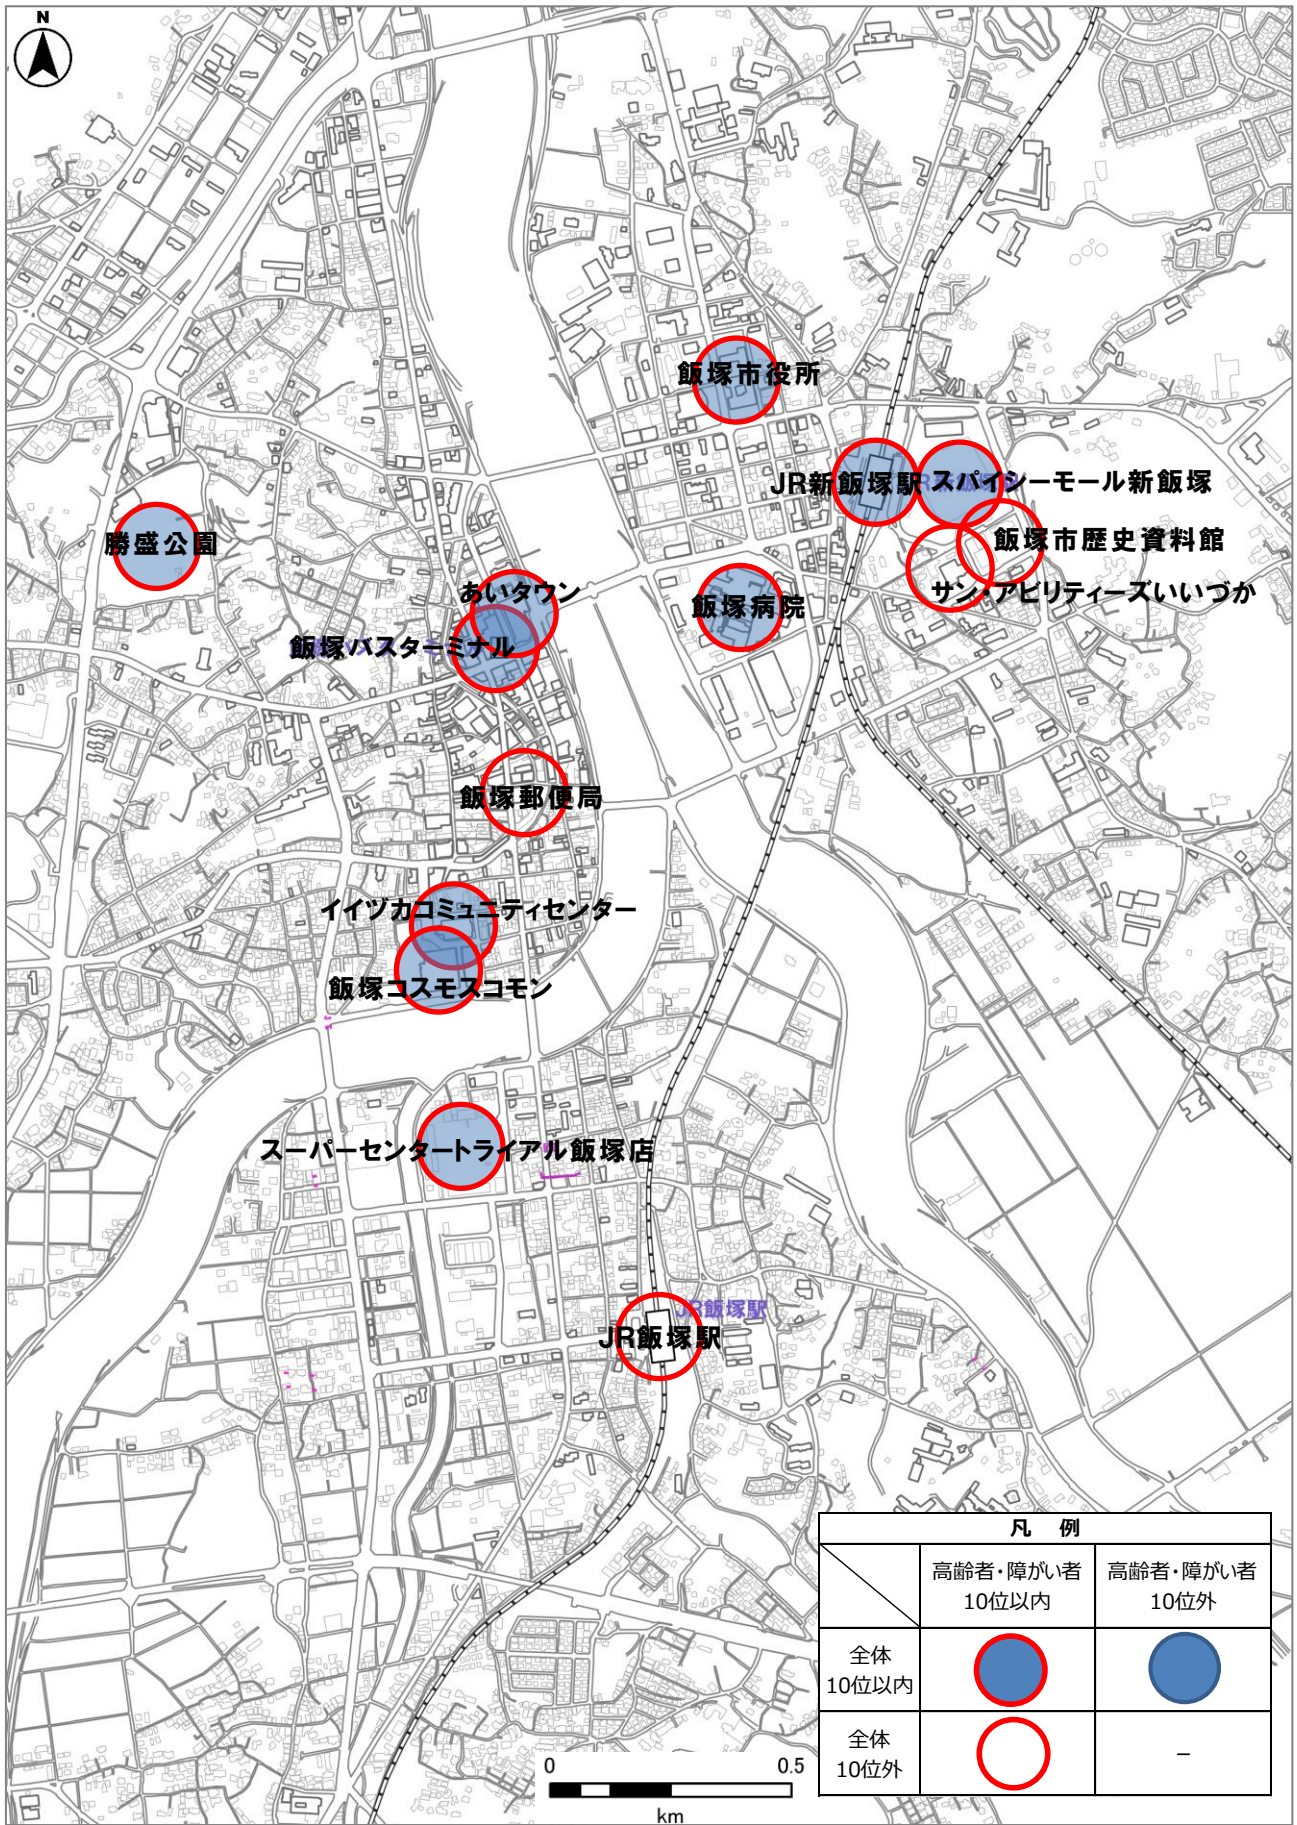 N
飯塚市役所
JR新飯塚駅
スパイシーモール新飯塚
勝盛公園
飯塚市歴史資料館
サン・アビリティーズいいづか
あいタウン
飯塚病院
飯塚バスターミナル
飯塚郵便局
イイヅカコミュニティセンター
飯塚コスモスコモン
スーパーセンタートライアル飯塚店
JR飯塚駅
JR飯塚駅
凡 例
高齢者・障がい者
10位以内
高齢者・障がい者
10位外
全体
10位以内
全体
10位外
－
0 0.5
km